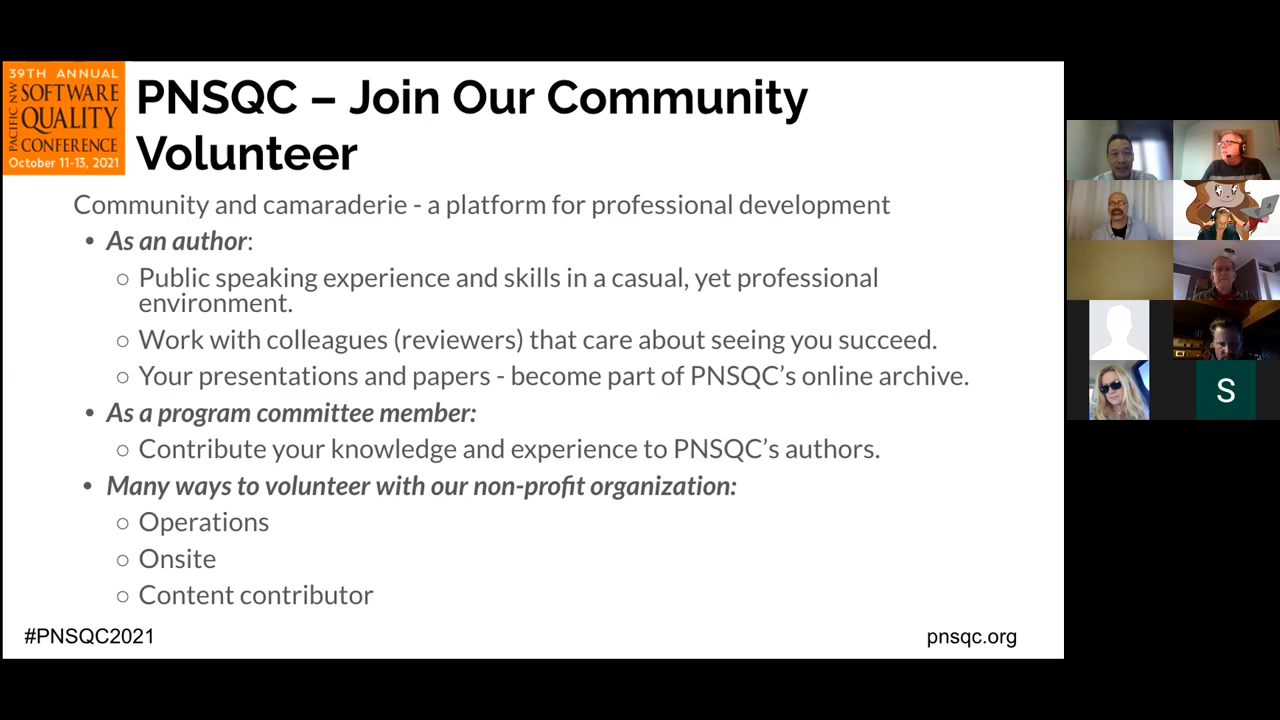 39TH ANNUAL
PACIFIC NW
SOFTWARE
QUALITY
CONFERENCE
October 11-13, 2021
PNSQC – Join Our Community
Volunteer
Community and camaraderie - a platform for professional development
• As an author:
○ Public speaking experience and skills in a casual, yet professional
environment.
○ Work with colleagues (reviewers) that care about seeing you succeed.
○ Your presentations and papers - become part of PNSQC’s online archive.
• As a program committee member:
○ Contribute your knowledge and experience to PNSQC’s authors.
• Many ways to volunteer with our non-profit organization:
○ Operations
○ Onsite
○ Content contributor
#PNSQC2021
pnsqc.org
S